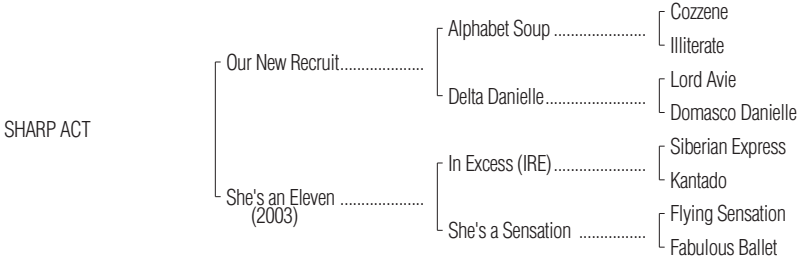 Cozzene
Alphabet Soup ......................
Illiterate
Our New Recruit....................
Lord Avie
Delta Danielle........................
Domasco Danielle
SHARP ACT
Siberian Express
In Excess (IRE)......................
Kantado
She's an Eleven ....................
(2003)
Flying Sensation
She's a Sensation ................
Fabulous Ballet